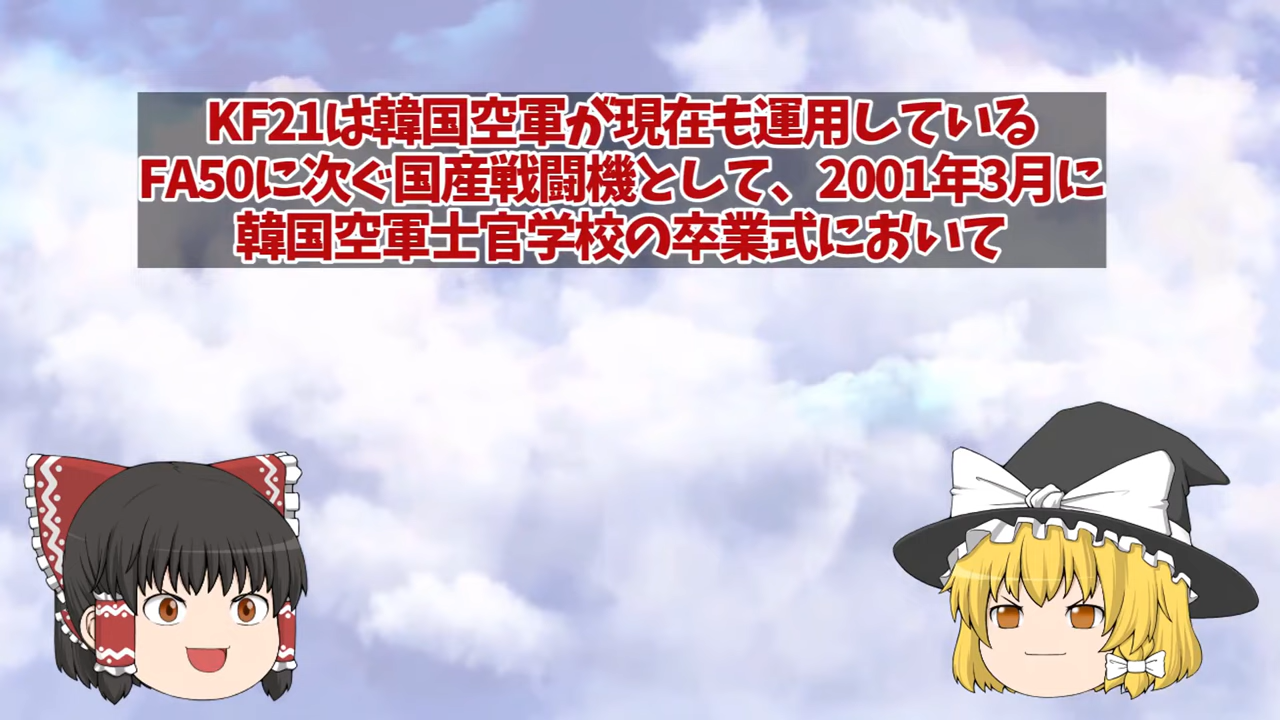 KF21は韓国空軍が現在も運用している
FA50に次ぐ国産戦闘機として、2001年3月に
韓国空軍士官学校の卒業式において